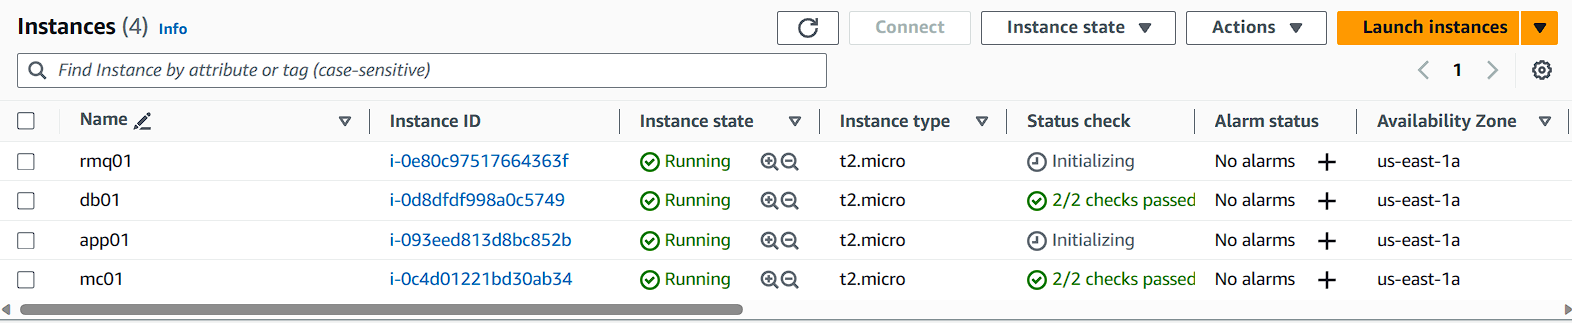 Instances (4) Info Connect Instance state Actions Launch instances
Find Instance by attribute or tag (case-sensitive) 1
Name Instance ID Instance state Instance type Status check Alarm status Availability Zone
rmq01 i-0e80c97517664363f Running t2.micro Initializing No alarms + us-east-1a
db01 i-0d8dfdf998a0c5749 Running t2.micro 2/2 checks passed No alarms + us-east-1a
app01 i-093eed813d8bc852b Running t2.micro Initializing No alarms + us-east-1a
mc01 i-0c4d01221bd30ab34 Running t2.micro 2/2 checks passed No alarms + us-east-1a